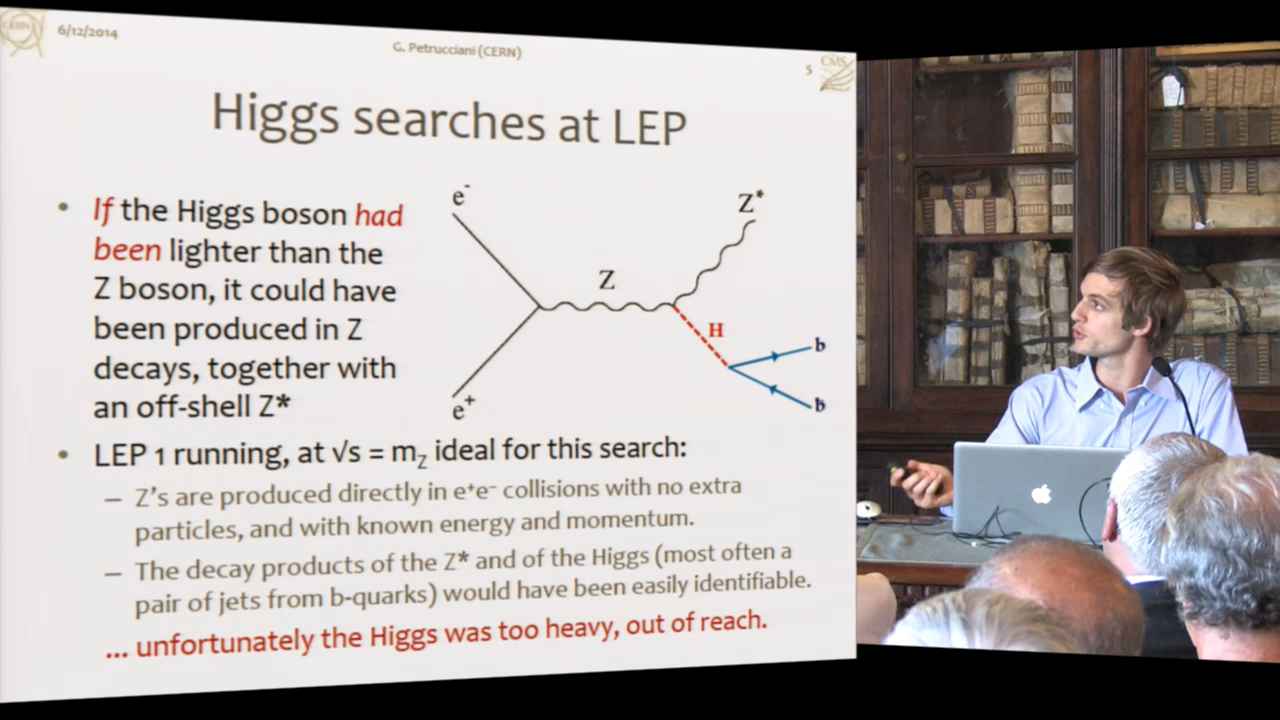 CERN
6/12/2014
G. Petrucciani (CERN)
5
CMS
Higgs searches at LEP
• If the Higgs boson had
been lighter than the
Z boson, it could have
been produced in Z
decays, together with
an off-shell Z*
e⁻
Z*
Z
H
b
b̄
e⁺
• LEP 1 running, at √s = m_Z ideal for this search:
– Z's are produced directly in e⁺e⁻ collisions with no extra
particles, and with known energy and momentum.
– The decay products of the Z* and of the Higgs (most often a
pair of jets from b-quarks) would have been easily identifiable.
... unfortunately the Higgs was too heavy, out of reach.